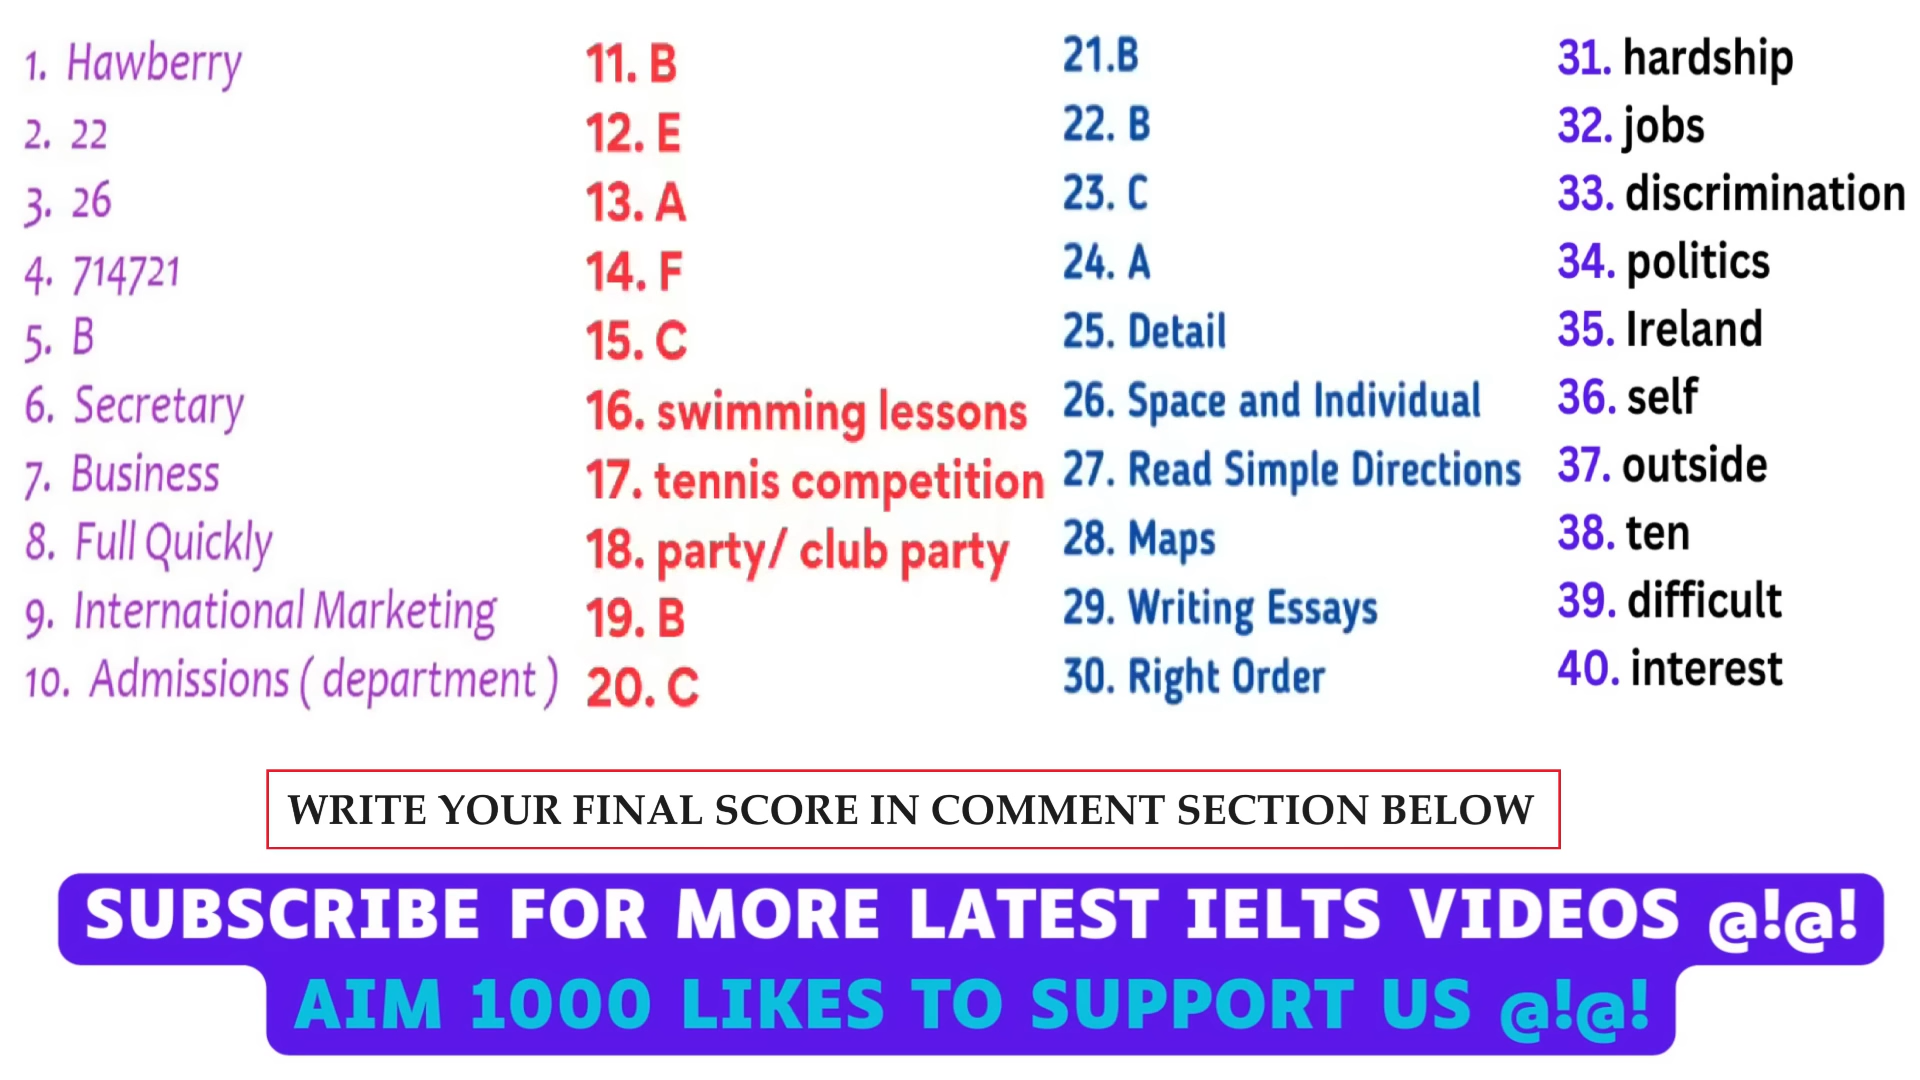 1. Hawberry
2. 22
3. 26
4. 714721
5. B
6. Secretary
7. Business
8. Full Quickly
9. International Marketing
10. Admissions ( department )
11. B
12. E
13. A
14. F
15. C
16. swimming lessons
17. tennis competition
18. party/ club party
19. B
20. C
21.B
22. B
23. C
24. A
25. Detail
26. Space and Individual
27. Read Simple Directions
28. Maps
29. Writing Essays
30. Right Order
31. hardship
32. jobs
33. discrimination
34. politics
35. Ireland
36. self
37. outside
38. ten
39. difficult
40. interest
WRITE YOUR FINAL SCORE IN COMMENT SECTION BELOW
SUBSCRIBE FOR MORE LATEST IELTS VIDEOS @!@!
AIM 1000 LIKES TO SUPPORT US @!@!